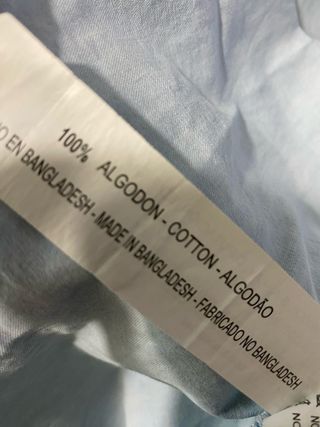 100% ALGODON - COTTON - ALGODÃO
EN BANGLADESH - MADE IN BANGLADESH - FABRICADO NO BANGLADESH